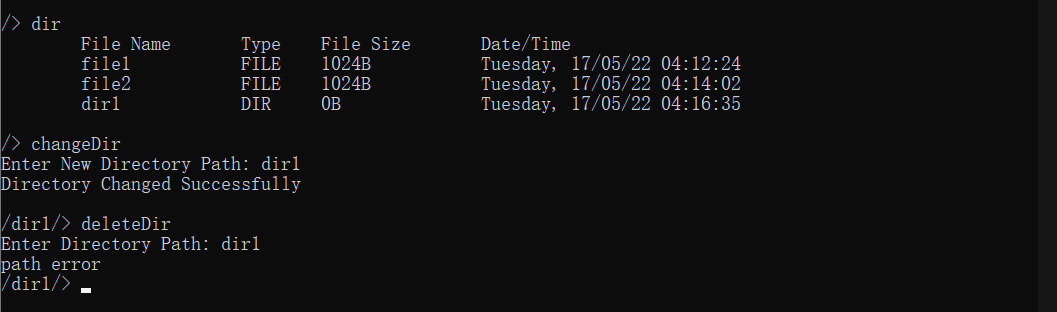 /> dir
File Name Type File Size Date/Time
file1 FILE 1024B Tuesday, 17/05/22 04:12:24
file2 FILE 1024B Tuesday, 17/05/22 04:14:02
dir1 DIR 0B Tuesday, 17/05/22 04:16:35
/> changeDir
Enter New Directory Path: dir1
Directory Changed Successfully
/dir1/> deleteDir
Enter Directory Path: dir1
path error
/dir1/>